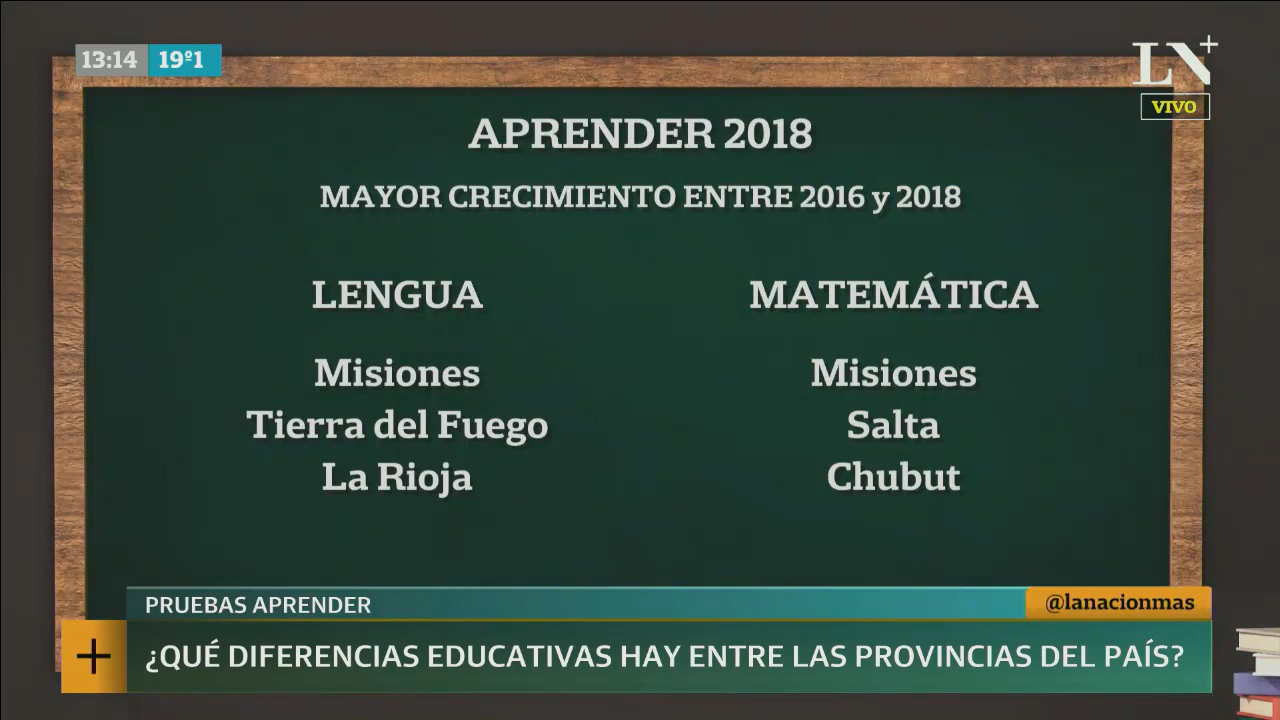 13:14 19º1
LN+
VIVO
APRENDER 2018
MAYOR CRECIMIENTO ENTRE 2016 y 2018
LENGUA
MATEMÁTICA
Misiones
Misiones
Tierra del Fuego
Salta
La Rioja
Chubut
PRUEBAS APRENDER
@lanacionmas
+ ¿QUÉ DIFERENCIAS EDUCATIVAS HAY ENTRE LAS PROVINCIAS DEL PAÍS?